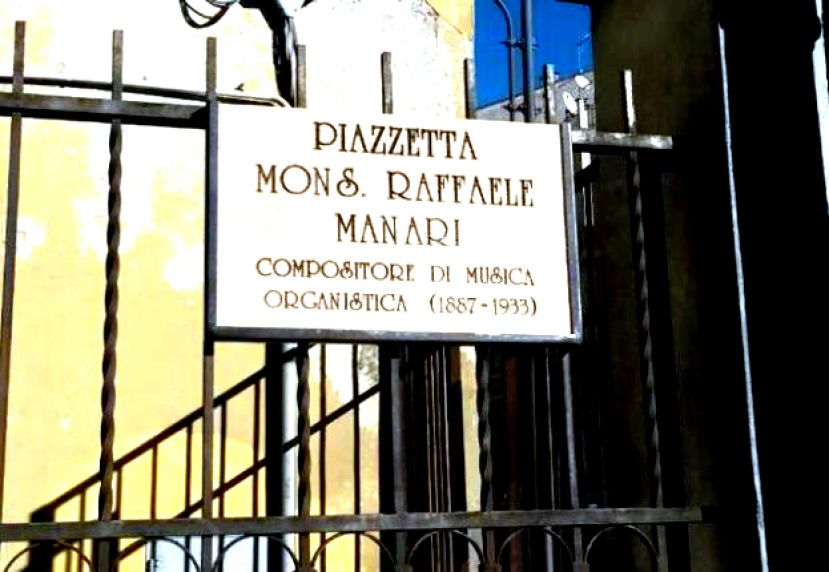 PIAZZETTA
MONS. RAFFAELE
MANARI
COMPOSITORE DI MUSICA
ORGANISTICA (1887-1933)